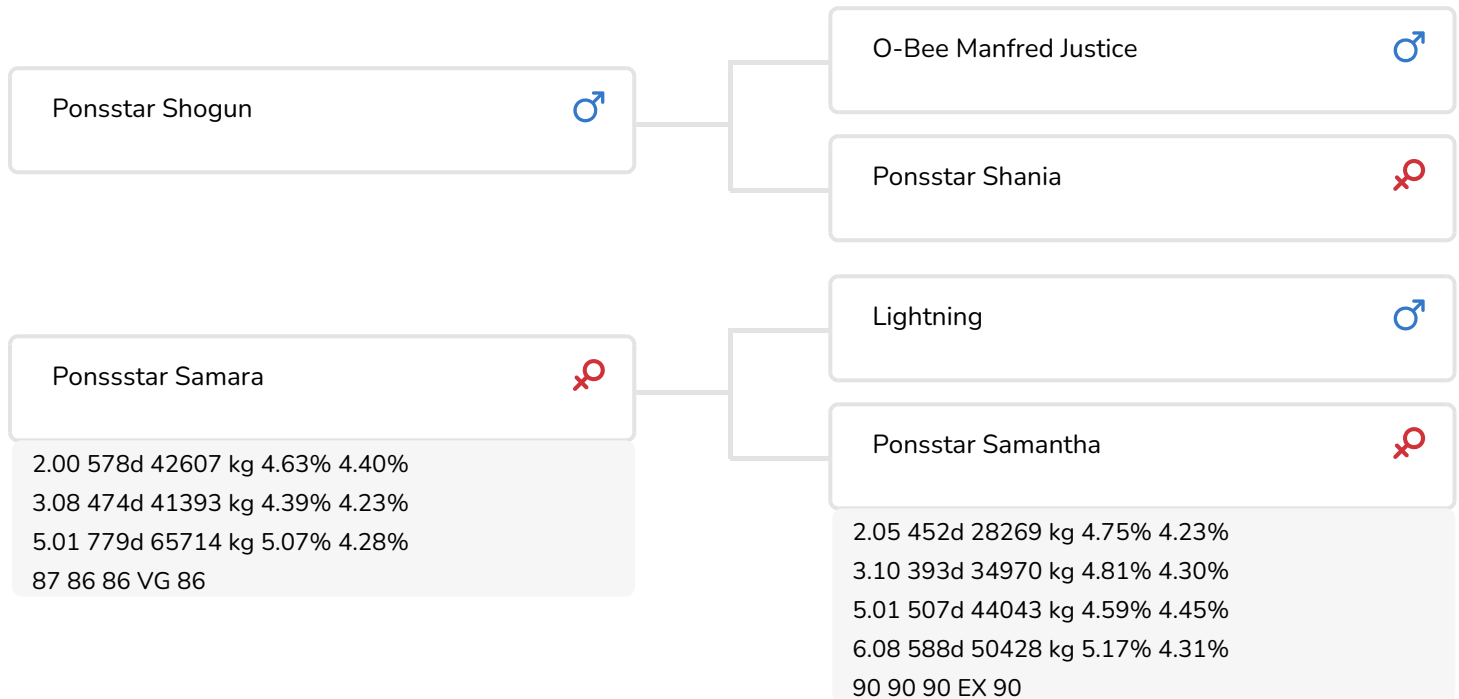 O-Bee Manfred Justice
Ponsstar Shogun
Ponsstar Shania
Lightning
Ponssstar Samara
Ponsstar Samantha
2.00 578d 42607 kg 4.63% 4.40%
3.08 474d 41393 kg 4.39% 4.23%
5.01 779d 65714 kg 5.07% 4.28%
87 86 86 VG 86
2.05 452d 28269 kg 4.75% 4.23%
3.10 393d 34970 kg 4.81% 4.30%
5.01 507d 44043 kg 4.59% 4.45%
6.08 588d 50428 kg 5.17% 4.31%
90 90 90 EX 90